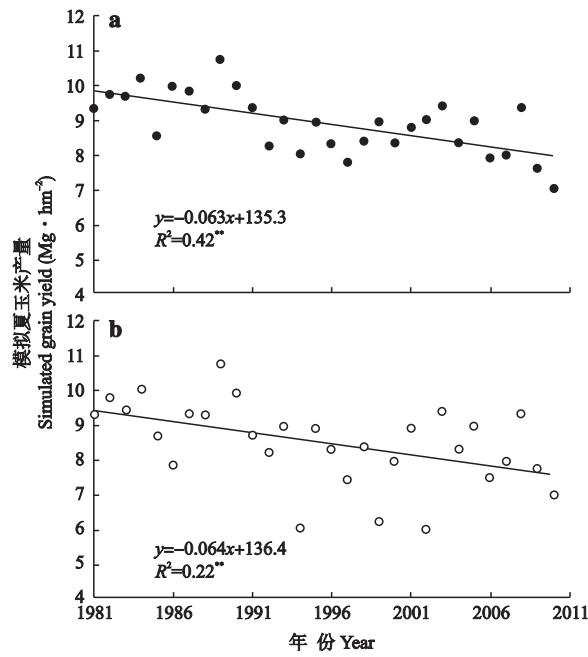 12
a
11
10
9
8
7
6
y=−0.063x+135.3
R²=0.42**
5
4
模拟夏玉米产量
Simulated grain yield (Mg · hm⁻²)
12
b
11
10
9
8
7
6
y=−0.064x+136.4
R²=0.22**
5
4
1981 1986 1991 1996 2001 2006 2011
年 份 Year